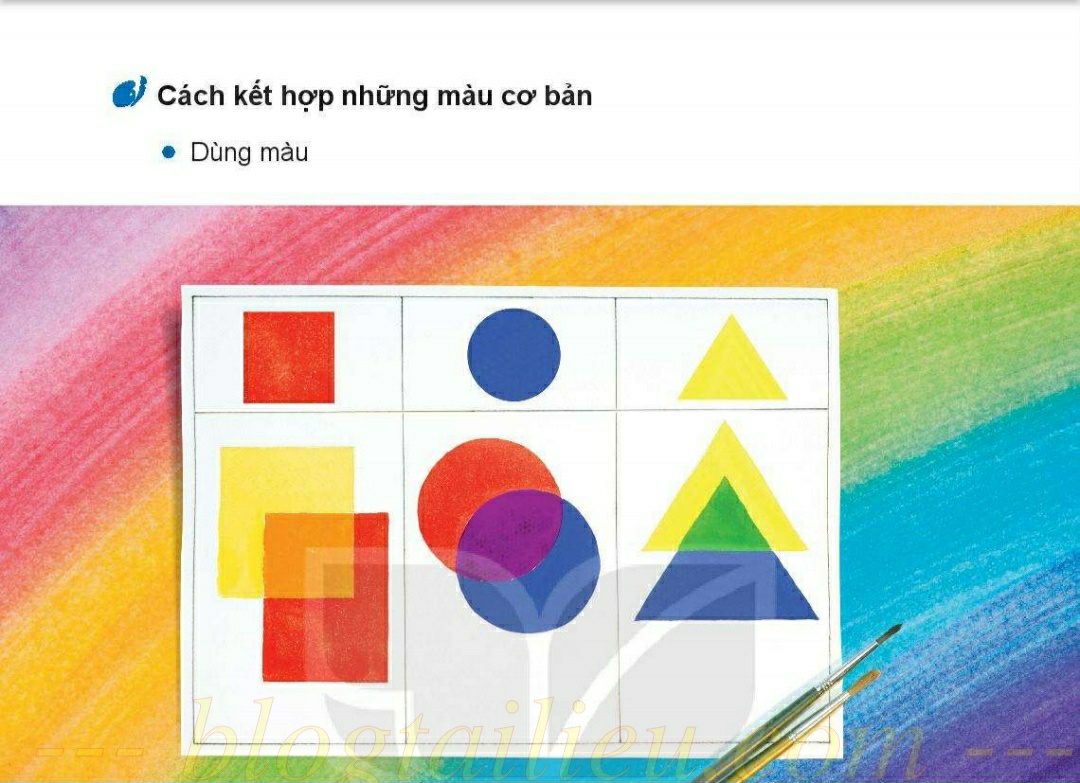 Cách kết hợp những màu cơ bản
Dùng màu
blogtailieu.com